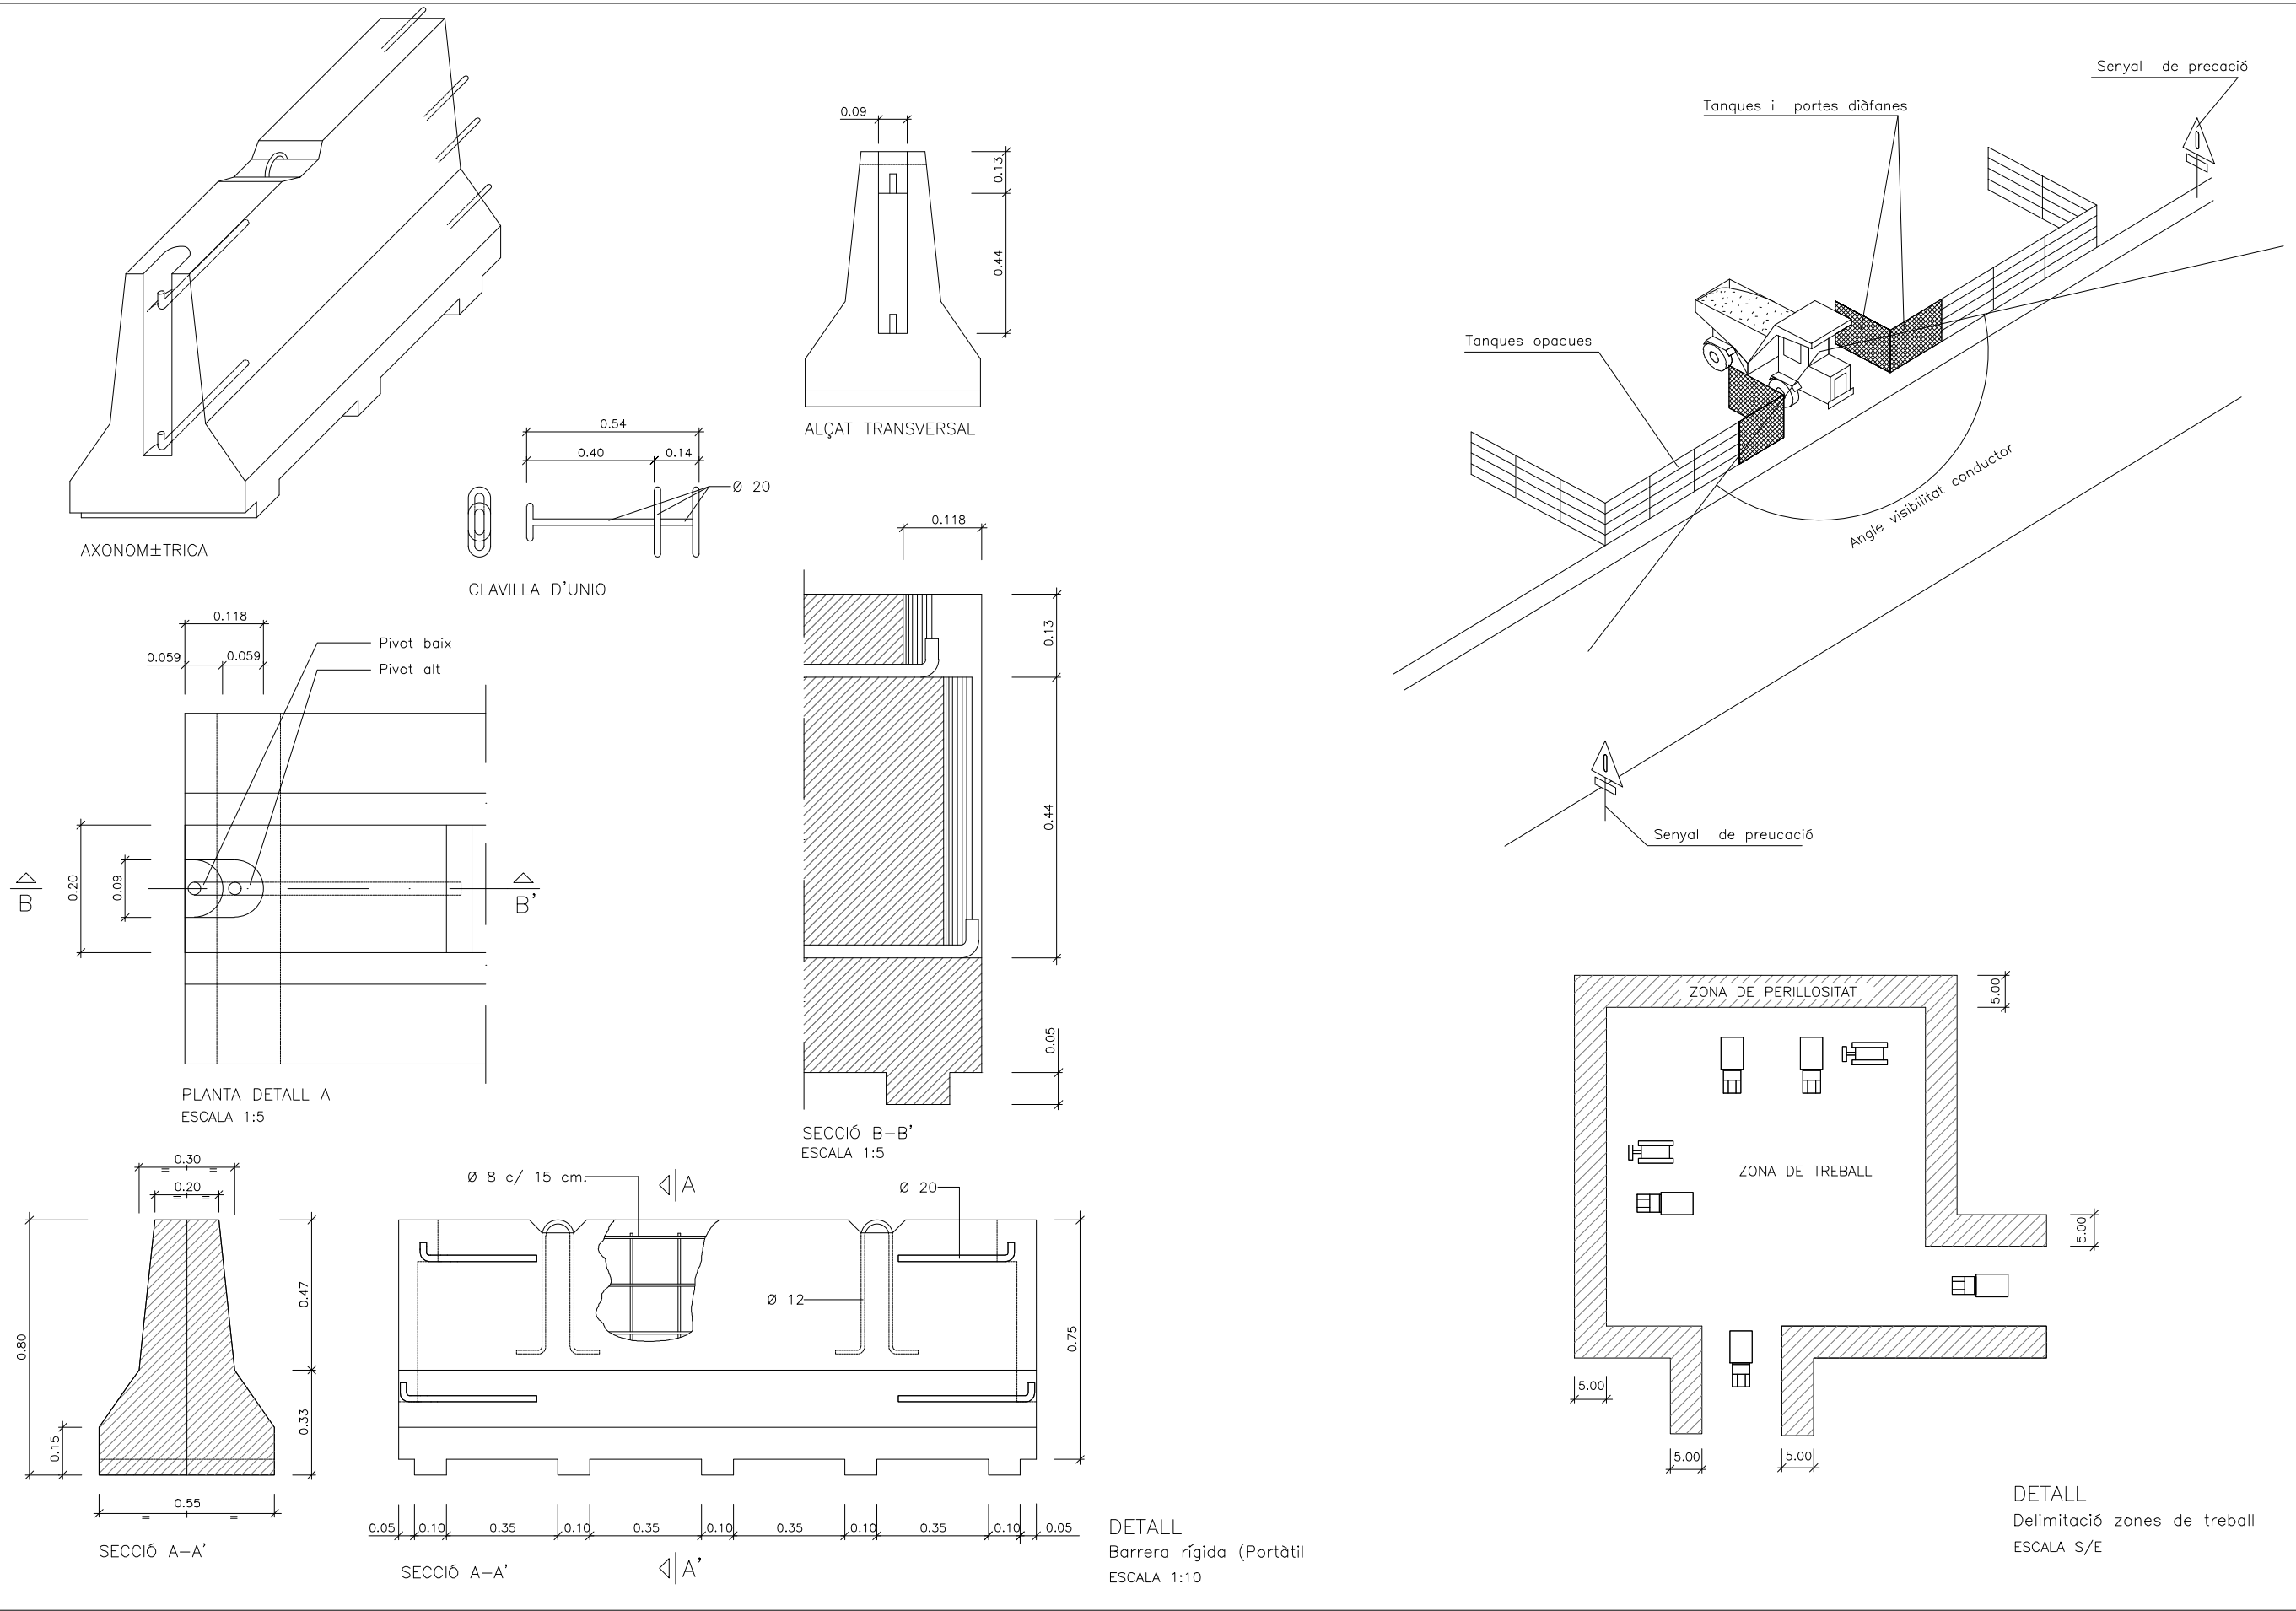 Senyal de precació
Tanques i portes diàfanes
Tanques opaques
Angle visibilitat conductor
Senyal de preucació
0.09
0.13
0.44
ALÇAT TRANSVERSAL
AXONOM±TRICA
0.54
0.40
0.14
Ø 20
CLAVILLA D'UNIO
0.118
0.059
0.059
Pivot baix
Pivot alt
0.20
0.09
B
B'
PLANTA DETALL A
ESCALA 1:5
0.118
0.13
0.44
0.05
SECCIÓ B-B'
ESCALA 1:5
0.30
= =
0.20
= =
0.80
0.47
0.33
0.15
0.55
= =
SECCIÓ A-A'
Ø 8 c/ 15 cm.
A
Ø 20
Ø 12
0.75
0.05
0.10
0.35
0.10
0.35
0.10
0.35
0.10
0.35
0.10
0.05
SECCIÓ A-A'
A'
DETALL
Barrera rígida (Portàtil
ESCALA 1:10
ZONA DE PERILLOSITAT
5.00
ZONA DE TREBALL
5.00
5.00
5.00
5.00
DETALL
Delimitació zones de treball
ESCALA S/E